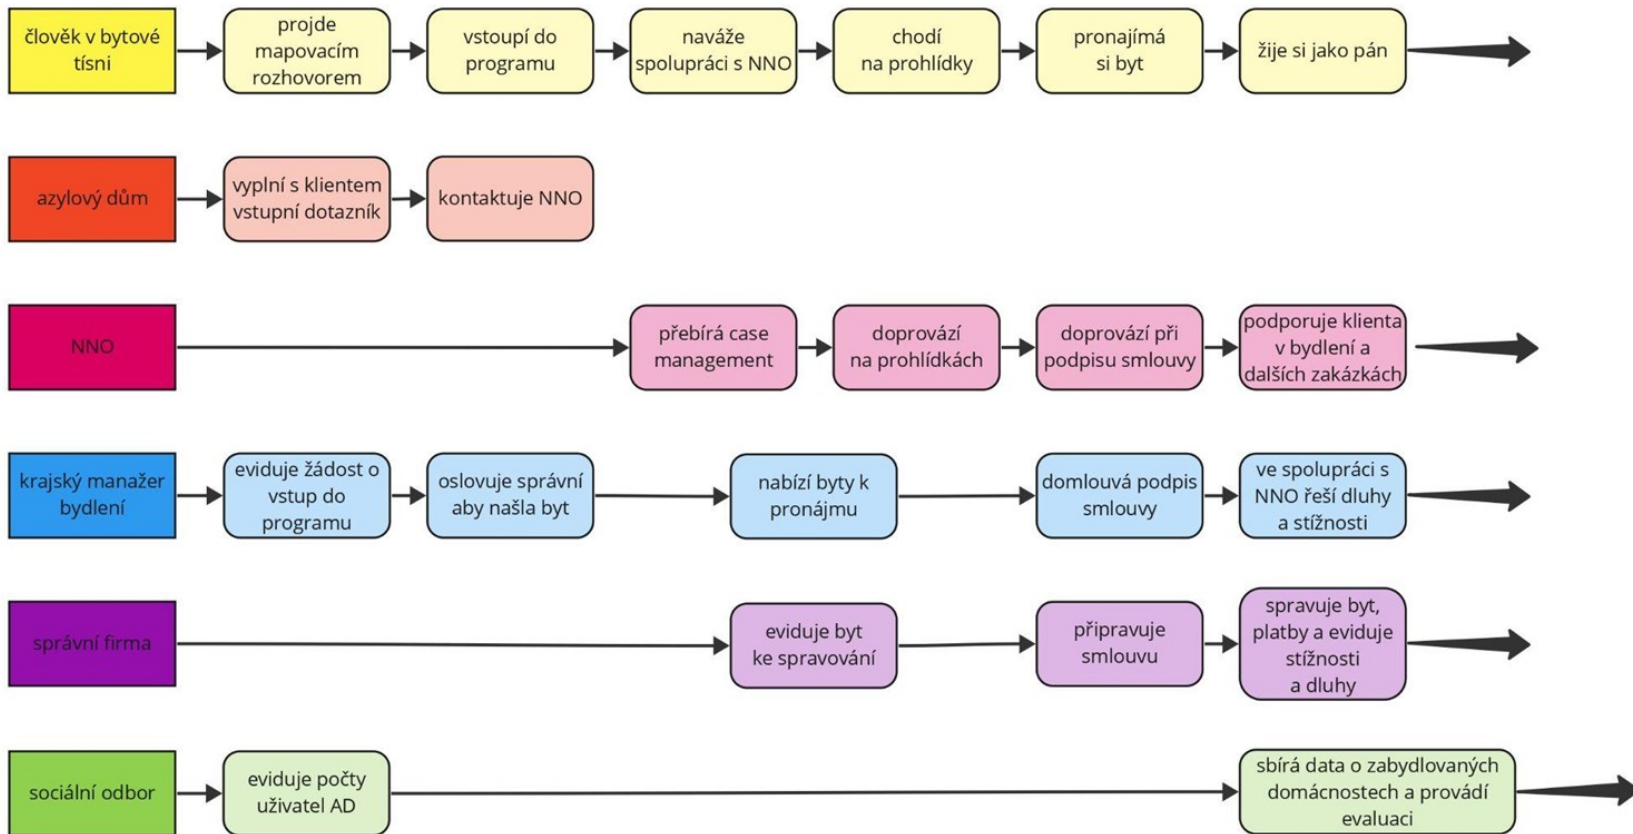 člověk v bytové
tísni
projde
mapovacím
rozhovorem
vstoupí do
programu
naváže
spolupráci s NNO
chodí
na prohlídky
pronajímá
si byt
žije si jako pán
azylový dům
vyplní s klientem
vstupní dotazník
kontaktuje NNO
NNO
přebírá case
management
doprovází
na prohlídkách
doprovází při
podpisu smlouvy
podporuje klienta
v bydlení a
dalších zakázkách
krajský manažer
bydlení
eviduje žádost o
vstup do
programu
oslovuje správní
aby našla byt
nabízí byty k
pronájmu
domlouvá podpis
smlouvy
ve spolupráci s
NNO řeší dluhy
a stížnosti
správní firma
eviduje byt
ke spravování
připravuje
smlouvu
spravuje byt,
platby a eviduje
stížnosti
a dluhy
sociální odbor
eviduje počty
uživatel AD
sbírá data o zabydlovaných
domácnostech a provádí
evaluaci